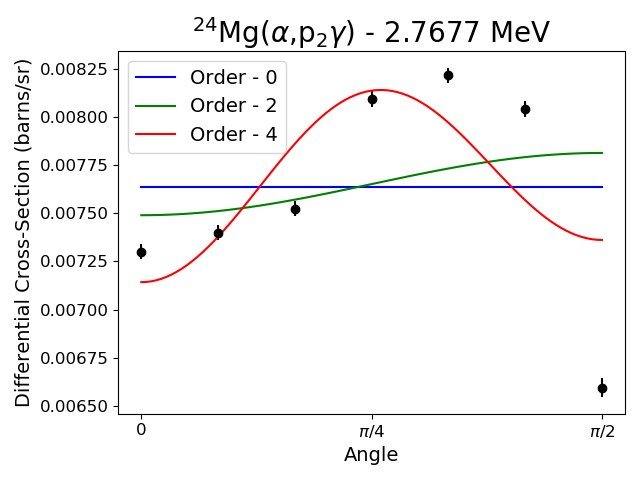 ²⁴Mg(α,p₂γ) - 2.7677 MeV
Order - 0
Order - 2
Order - 4
Differential Cross-Section (barns/sr)
0.00825
0.00800
0.00775
0.00750
0.00725
0.00700
0.00675
0.00650
0
π/4
π/2
Angle